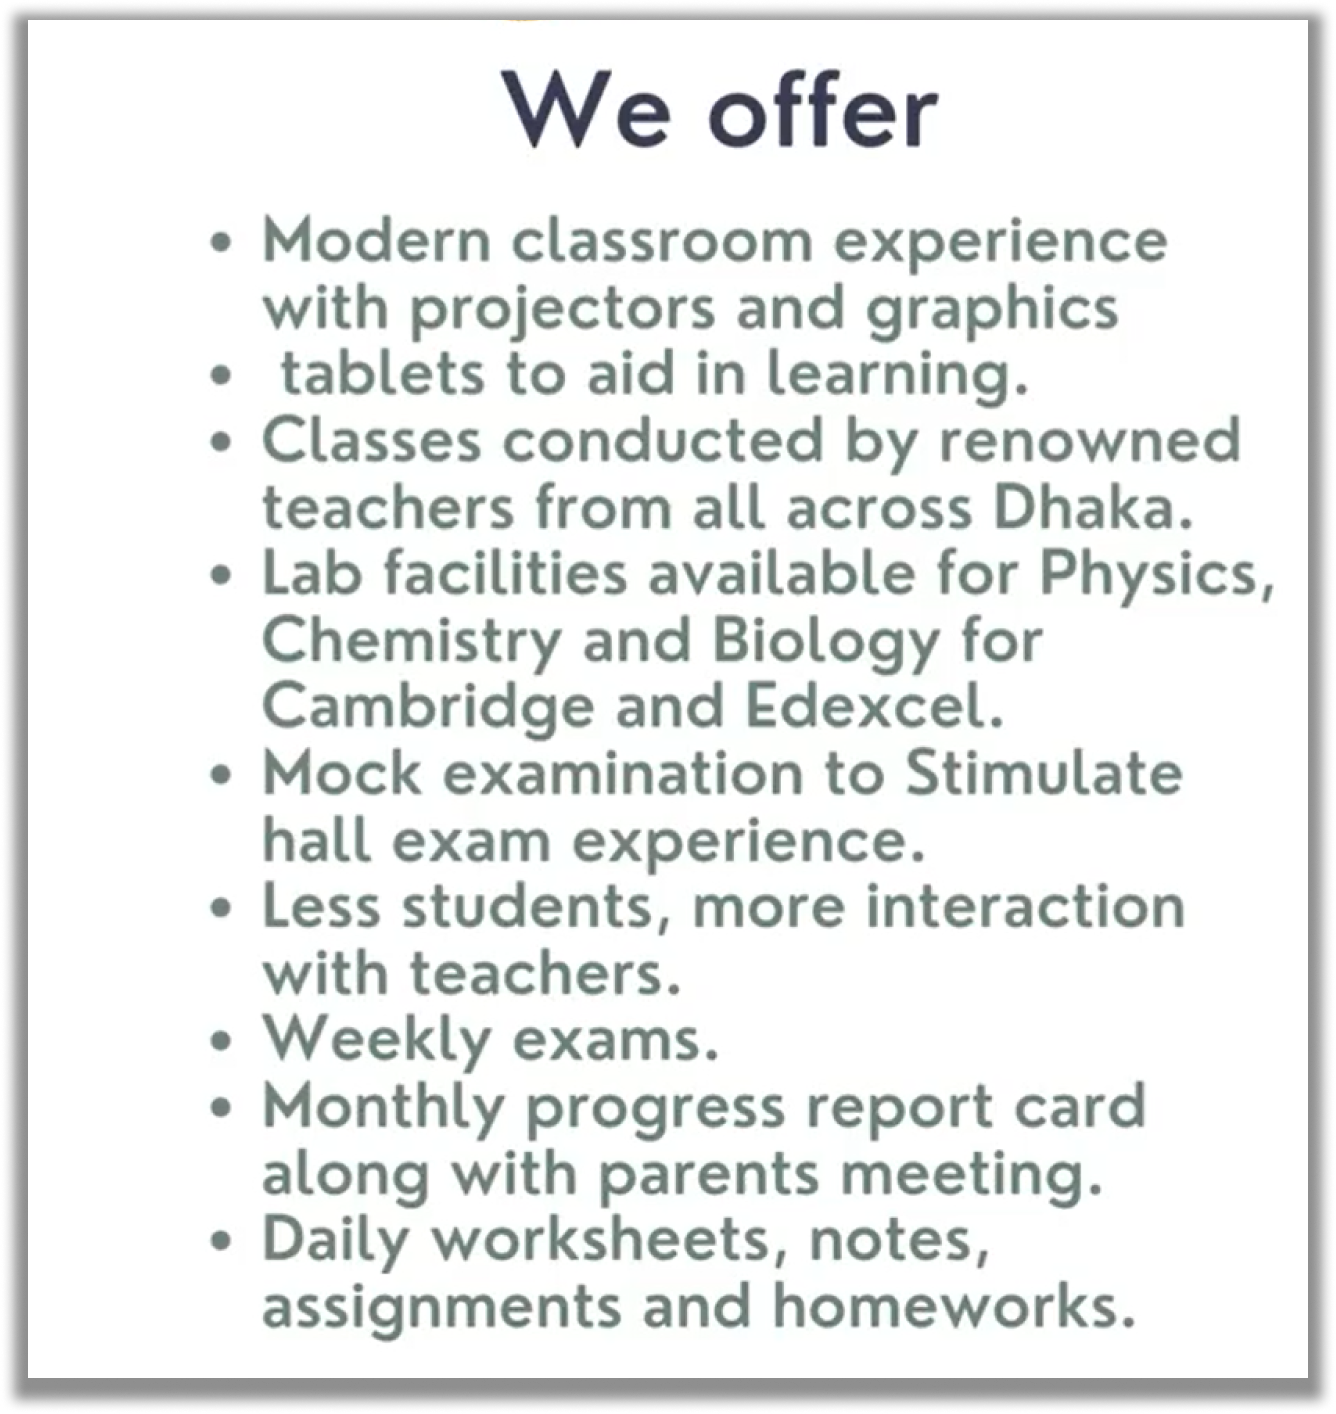 We offer
• Modern classroom experience
with projectors and graphics
• tablets to aid in learning.
• Classes conducted by renowned
teachers from all across Dhaka.
• Lab facilities available for Physics,
Chemistry and Biology for
Cambridge and Edexcel.
• Mock examination to Stimulate
hall exam experience.
• Less students, more interaction
with teachers.
• Weekly exams.
• Monthly progress report card
along with parents meeting.
• Daily worksheets, notes,
assignments and homeworks.